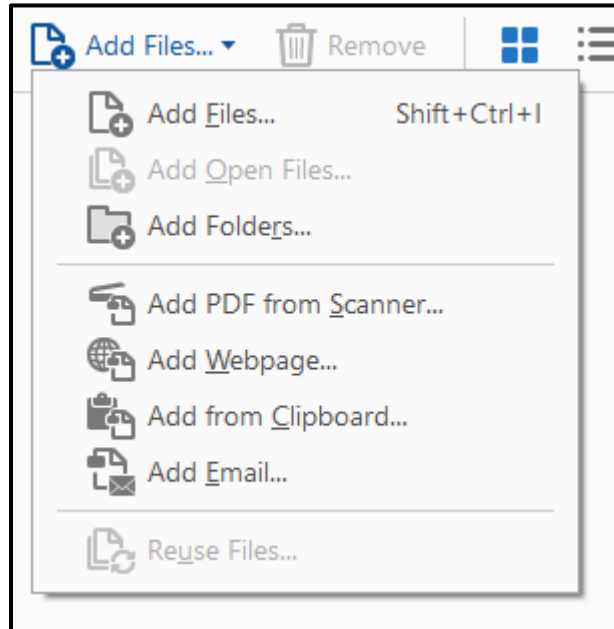 Add Files...
Remove
Add Files... Shift+Ctrl+I
Add Open Files...
Add Folders...
Add PDF from Scanner...
Add Webpage...
Add from Clipboard...
Add Email...
Reuse Files...